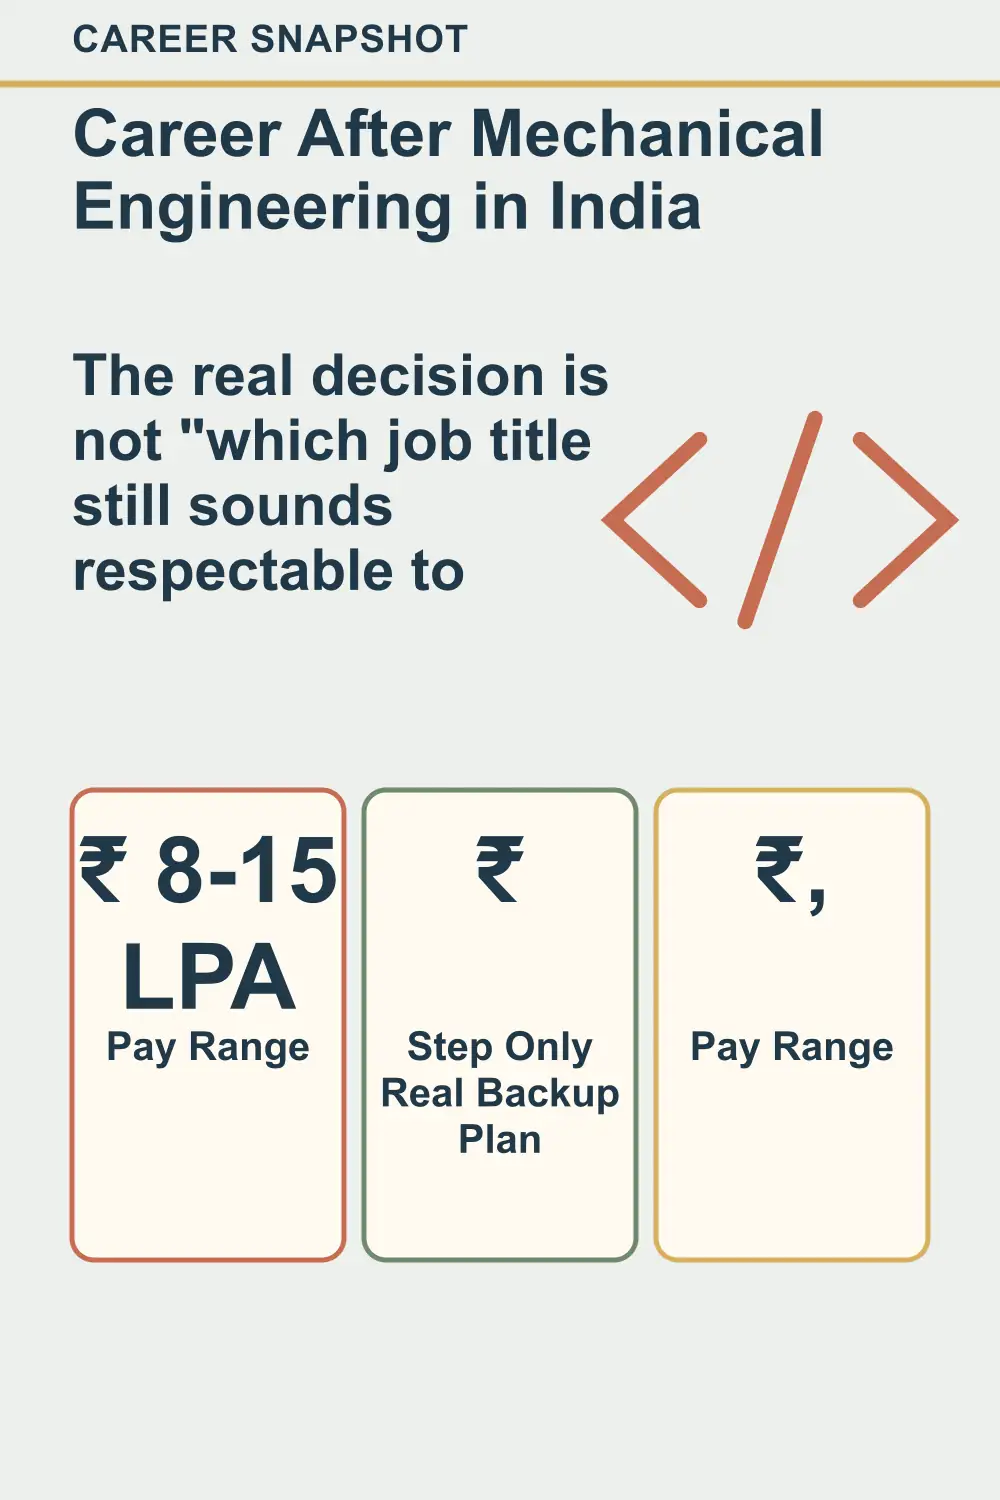 CAREER SNAPSHOT
Career After Mechanical
Engineering in India
The real decision is
not "which job title
still sounds
respectable to
</>
₹ 8-15
LPA
Pay Range
₹
Step Only
Real Backup
Plan
₹,
Pay Range